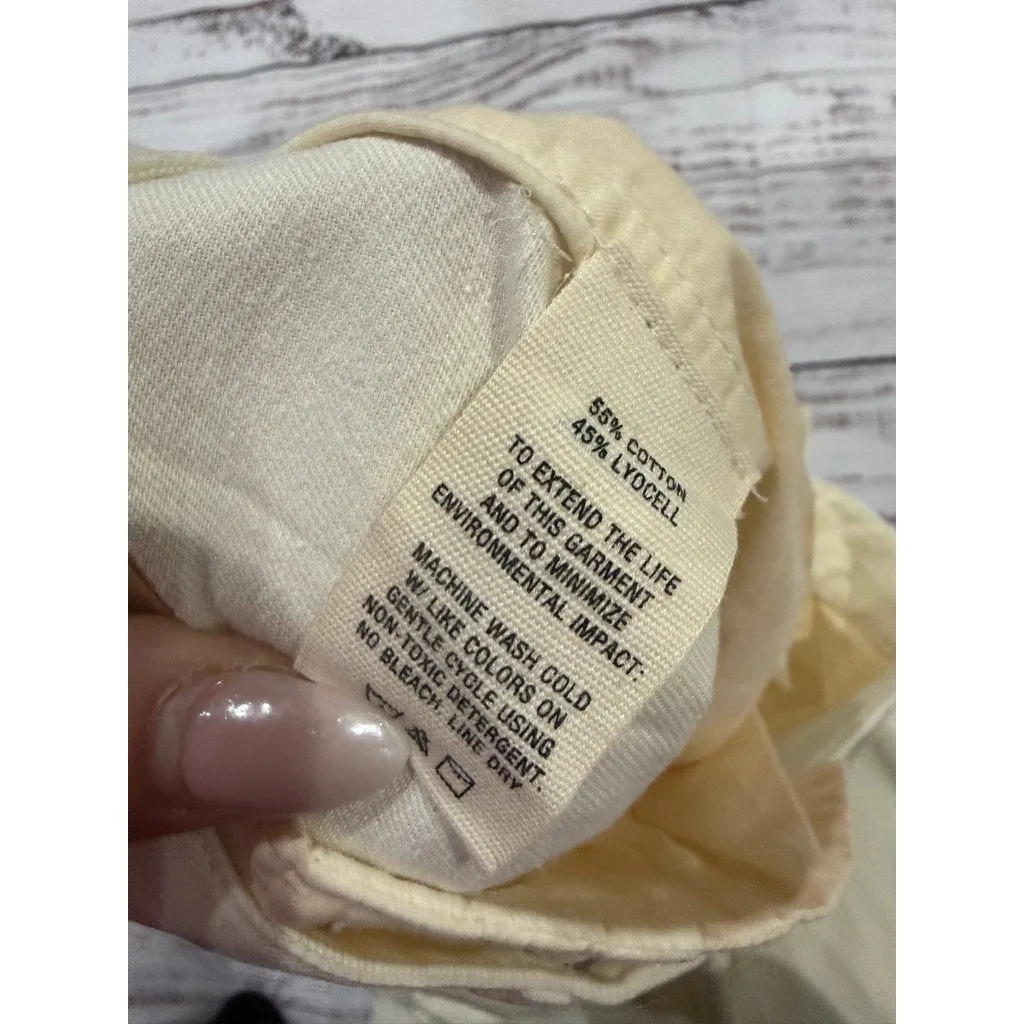 55% COTTON
45% LYOCELL
TO EXTEND THE LIFE
OF THIS GARMENT
AND TO MINIMIZE
ENVIRONMENTAL IMPACT:
MACHINE WASH COLD
W/ LIKE COLORS ON
GENTLE CYCLE USING
NON-TOXIC DETERGENT.
NO BLEACH. LINE DRY